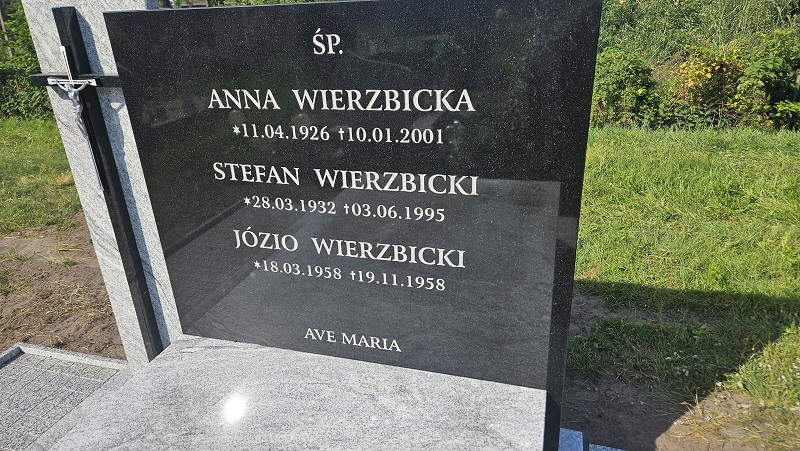 ŚP.
ANNA WIERZBICKA
*11.04.1926 †10.01.2001
STEFAN WIERZBICKI
*28.03.1932 †03.06.1995
JÓZIO WIERZBICKI
*18.03.1958 †19.11.1958
AVE MARIA